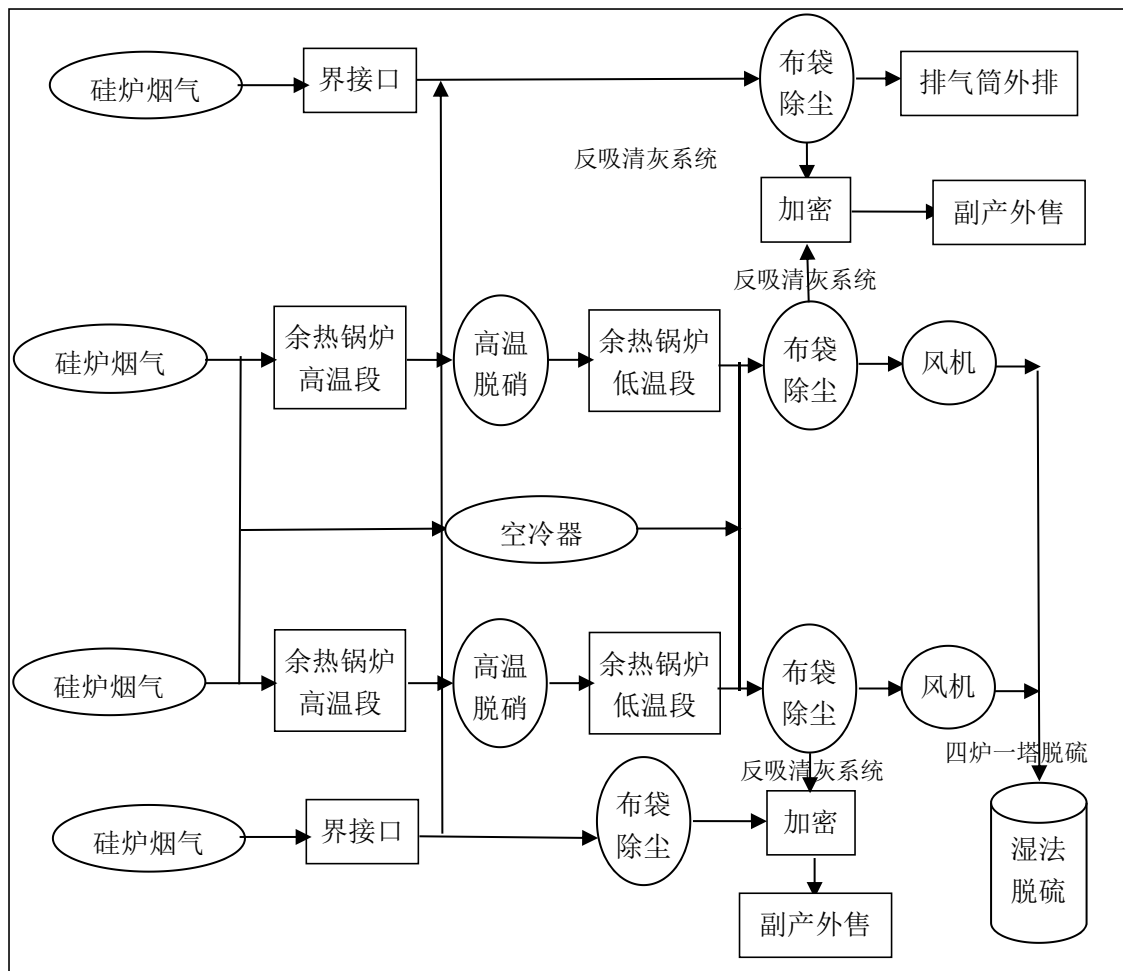 硅炉烟气
界接口
布袋
除尘
排气筒外排
反吸清灰系统
加密
副产外售
反吸清灰系统
硅炉烟气
余热锅炉
高温段
高温
脱硝
余热锅炉
低温段
布袋
除尘
风机
空冷器
硅炉烟气
余热锅炉
高温段
高温
脱硝
余热锅炉
低温段
布袋
除尘
风机
四炉一塔脱硫
反吸清灰系统
硅炉烟气
界接口
布袋
除尘
加密
湿法
脱硫
副产外售